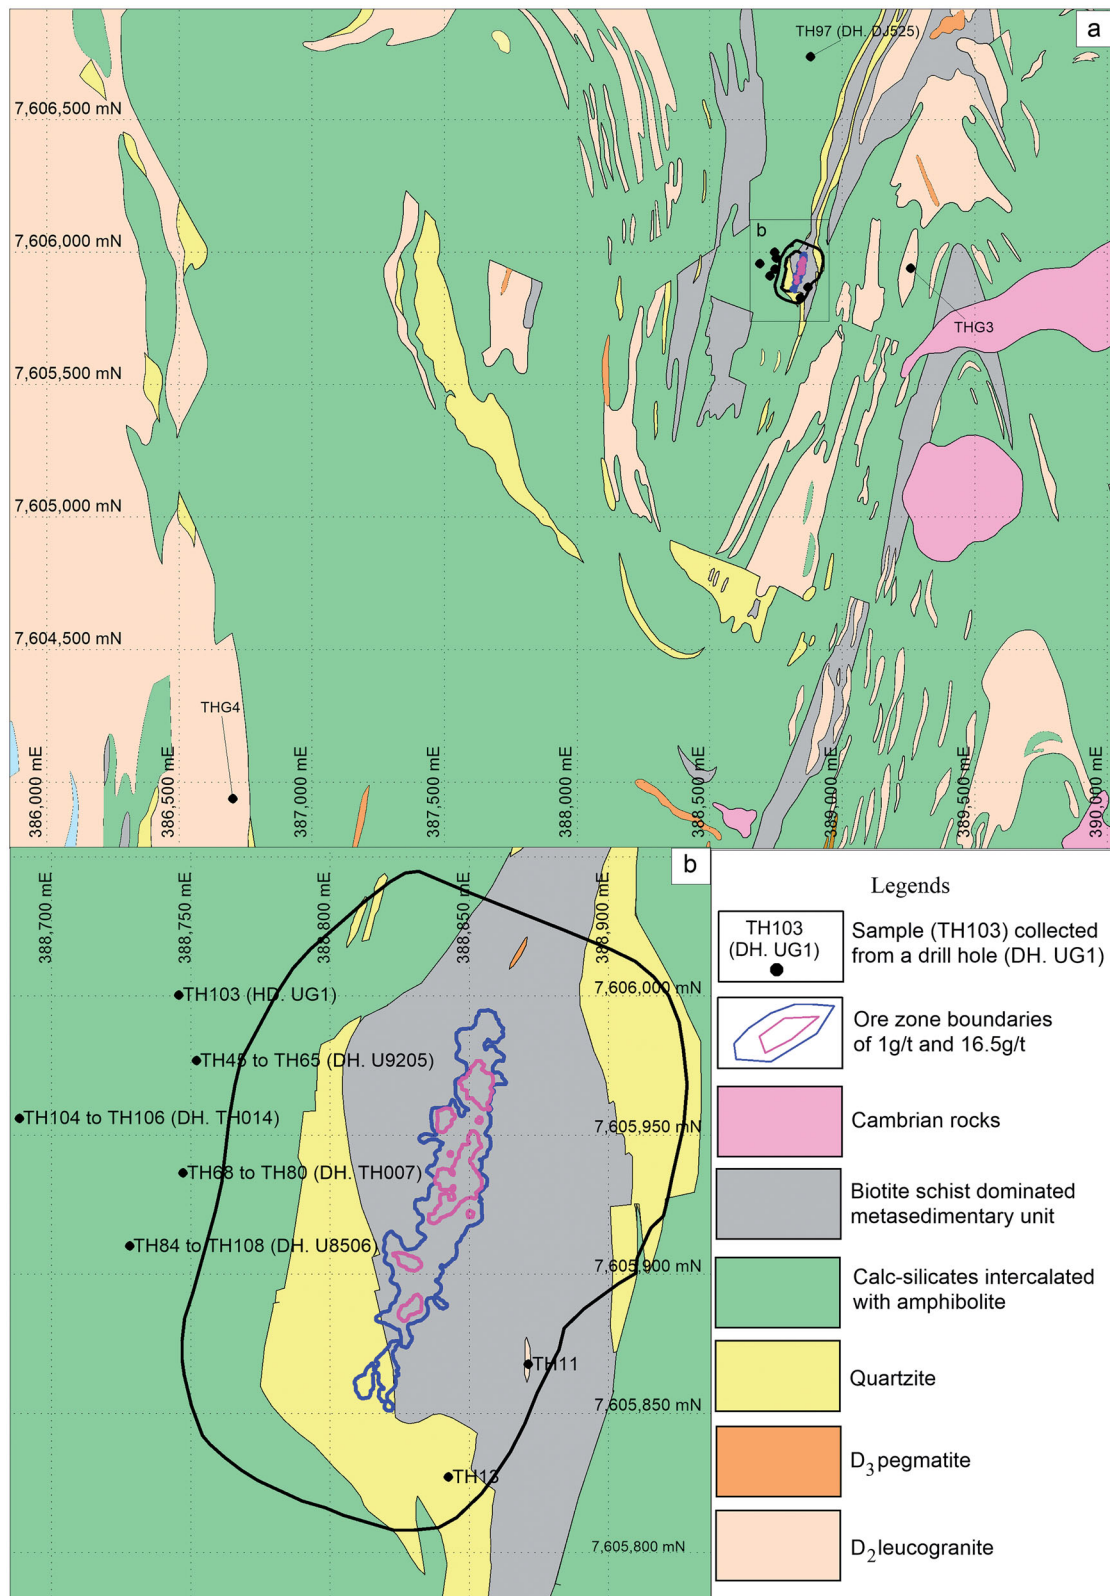 a
TH97 (DH. DJ525)
7,606,500 mN
7,606,000 mN
b
THG3
7,605,500 mN
7,605,000 mN
7,604,500 mN
THG4
386,000 mE
386,500 mE
387,000 mE
387,500 mE
388,000 mE
388,500 mE
389,000 mE
389,500 mE
390,000 mE
b
388,700 mE
388,750 mE
388,800 mE
388,850 mE
388,900 mE
TH103 (HD. UG1)
7,606,000 mN
TH45 to TH65 (DH. U9205)
TH104 to TH106 (DH. TH014)
7,605,950 mN
TH68 to TH80 (DH. TH007)
TH84 to TH108 (DH. U8506)
7,605,900 mN
TH11
7,605,850 mN
TH13
7,605,800 mN
Legends
TH103
(DH. UG1)
Sample (TH103) collected
from a drill hole (DH. UG1)
Ore zone boundaries
of 1g/t and 16.5g/t
Cambrian rocks
Biotite schist dominated
metasedimentary unit
Calc-silicates intercalated
with amphibolite
Quartzite
D3 pegmatite
D2 leucogranite